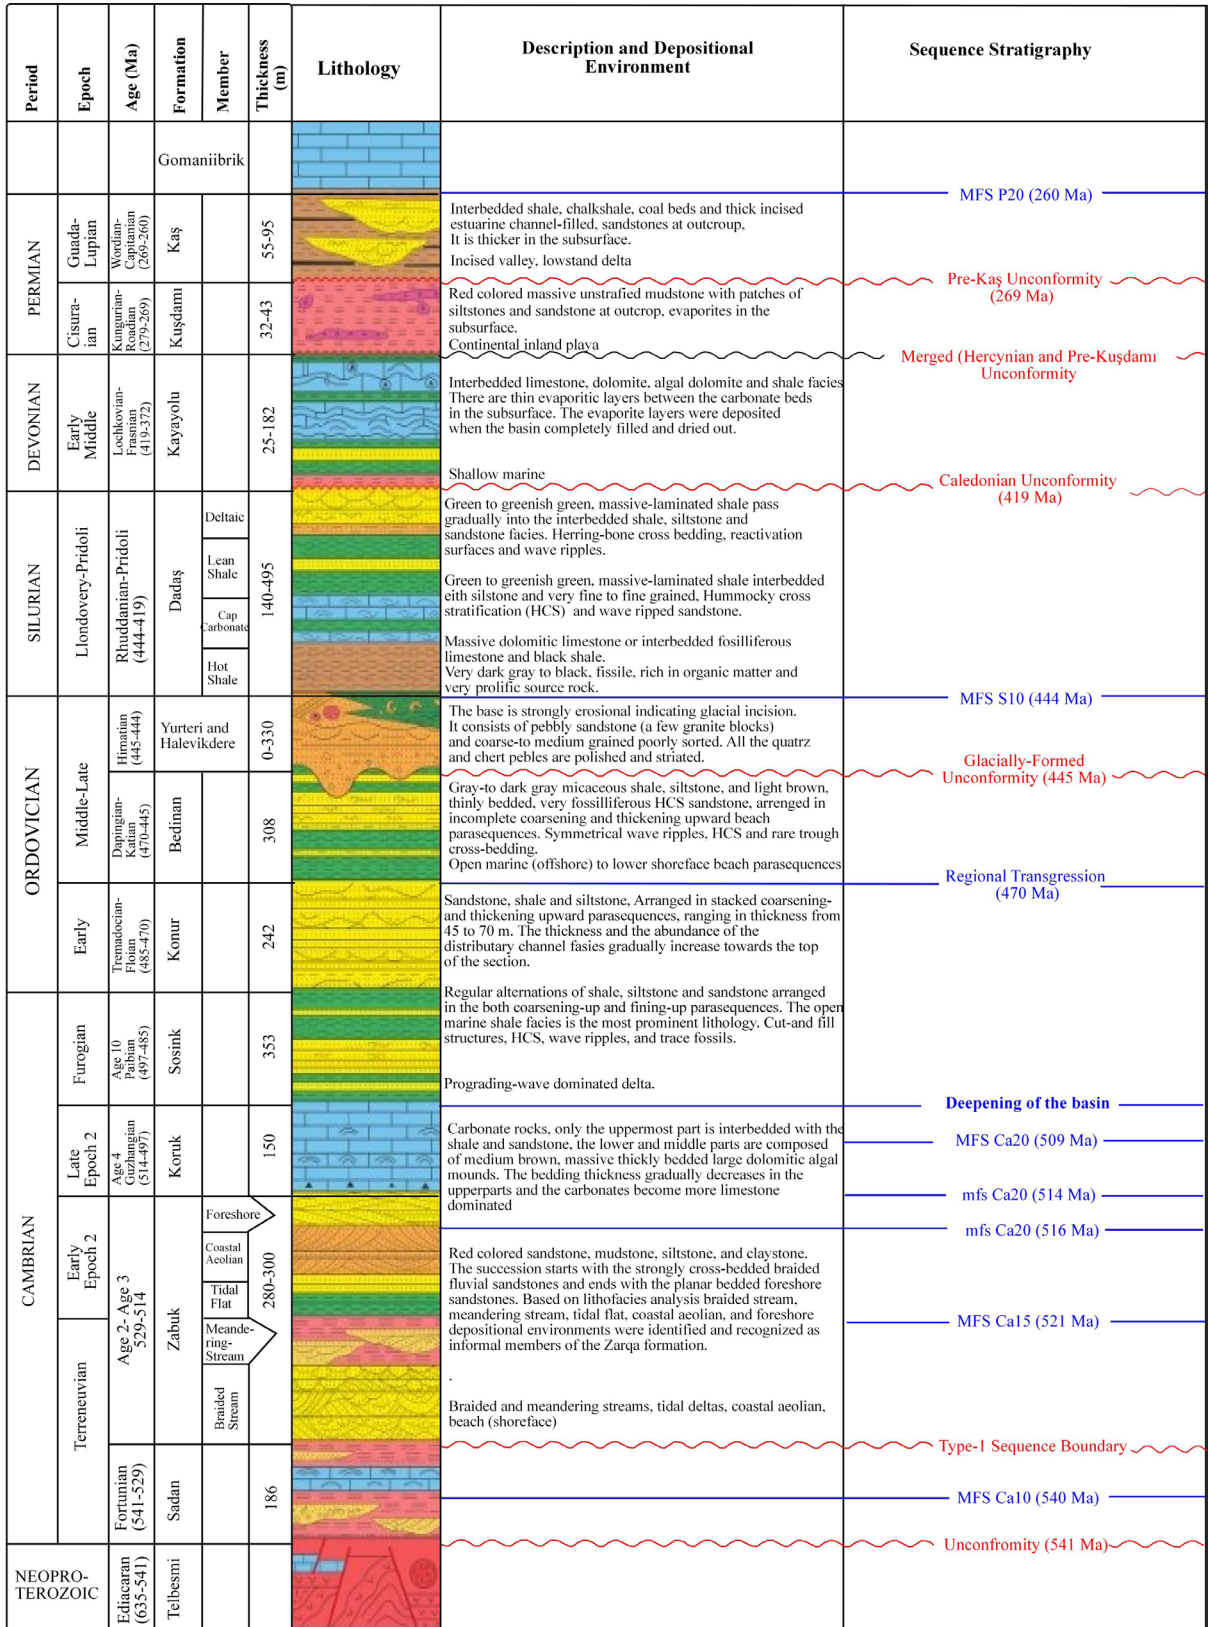 Period
Epoch
Age (Ma)
Formation
Member
Thickness
(m)
Lithology
Description and Depositional
Environment
Sequence Stratigraphy
Gomaniibrik
MFS P20 (260 Ma)
PERMIAN
Guada-
Lupian
Wordian-
Capitanian
(269-260)
Kaş
55-95
Interbedded shale, chalkshale, coal beds and thick incised
estuarine channel-filled, sandstones at outcroup,
It is thicker in the subsurface.
Incised valley, lowstand delta
Pre-Kaş Unconformity
(269 Ma)
Cisura-
ian
Kungurian-
Roadian
(279-269)
Kuşdamı
32-43
Red colored massive unstrafied mudstone with patches of
siltstones and sandstone at outcrop, evaporites in the
subsurface.
Continental inland playa
Merged (Hercynian and Pre-Kuşdamı
Unconformity
DEVONIAN
Early
Middle
Lochkovian-
Frasnian
(419-372)
Kayayolu
25-182
Interbedded limestone, dolomite, algal dolomite and shale facies
There are thin evaporitic layers between the carbonate beds
in the subsurface. The evaporite layers were deposited
when the basin completely filled and dried out.
Shallow marine
Caledonian Unconformity
(419 Ma)
SILURIAN
Llondovery-Pridoli
Rhuddanian-Pridoli
(444-419)
Dadaş
Deltaic
Lean
Shale
Cap
Carbonate
Hot
Shale
140-495
Green to greenish green, massive-laminated shale pass
gradually into the interbedded shale, siltstone and
sandstone facies. Herring-bone cross bedding, reactivation
surfaces and wave ripples.
Green to greenish green, massive-laminated shale interbedded
eith silstone and very fine to fine grained, Hummocky cross
stratification (HCS) and wave ripped sandstone.
Massive dolomitic limestone or interbedded fosilliferous
limestone and black shale.
Very dark gray to black, fissile, rich in organic matter and
very prolific source rock.
MFS S10 (444 Ma)
ORDOVICIAN
Middle-Late
Hirnatian
(445-444)
Yurteri and
Halevikdere
0-330
The base is strongly erosional indicating glacial incision.
It consists of pebbly sandstone (a few granite blocks)
and coarse-to medium grained poorly sorted. All the quatrz
and chert pebles are polished and striated.
Glacially-Formed
Unconformity (445 Ma)
Dapingian-
Katian
(470-445)
Bedinan
308
Gray-to dark gray micaceous shale, siltstone, and light brown,
thinly bedded, very fossilliferous HCS sandstone, arrenged in
incomplete coarsening and thickening upward beach
parasequences. Symmetrical wave ripples, HCS and rare trough
cross-bedding.
Open marine (offshore) to lower shoreface beach parasequences
Regional Transgression
(470 Ma)
Early
Tremadocian-
Floian
(485-470)
Konur
242
Sandstone, shale and siltstone, Arranged in stacked coarsening-
and thickening upward parasequences, ranging in thickness from
45 to 70 m. The thickness and the abundance of the
distributary channel fasies gradually increase towards the top
of the section.
CAMBRIAN
Furogian
Age 10
Paibian
(497-485)
Sosink
353
Regular alternations of shale, siltstone and sandstone arranged
in the both coarsening-up and fining-up parasequences. The open
marine shale facies is the most prominent lithology. Cut-and fill
structures, HCS, wave ripples, and trace fossils.
Prograding-wave dominated delta.
Deepening of the basin
Late
Epoch 2
Age 4
Guzhangian
(514-497)
Koruk
150
Carbonate rocks, only the uppermost part is interbedded with the
shale and sandstone, the lower and middle parts are composed
of medium brown, massive thickly bedded large dolomitic algal
mounds. The bedding thickness gradually decreases in the
upperparts and the carbonates become more limestone
dominated
MFS Ca20 (509 Ma)
mfs Ca20 (514 Ma)
mfs Ca20 (516 Ma)
Early
Epoch 2
Terreneuvian
Age 2- Age 3
529-514
Zabuk
Foreshore
Coastal
Aeolian
Tidal
Flat
Meande-
ring-
Stream
Braided
Stream
280-300
Red colored sandstone, mudstone, siltstone, and claystone.
The succession starts with the strongly cross-bedded braided
fluvial sandstones and ends with the planar bedded foreshore
sandstones. Based on lithofacies analysis braided stream,
meandering stream, tidal flat, coastal aeolian, and foreshore
depositional environments were identified and recognized as
informal members of the Zarqa formation.
.
Braided and meandering streams, tidal deltas, coastal aeolian,
beach (shoreface)
MFS Ca15 (521 Ma)
Type-1 Sequence Boundary
Fortunian
(541-529)
Sadan
186
MFS Ca10 (540 Ma)
Unconfromity (541 Ma)
NEOPRO-
TEROZOIC
Ediacaran
(635-541)
Telbesmi